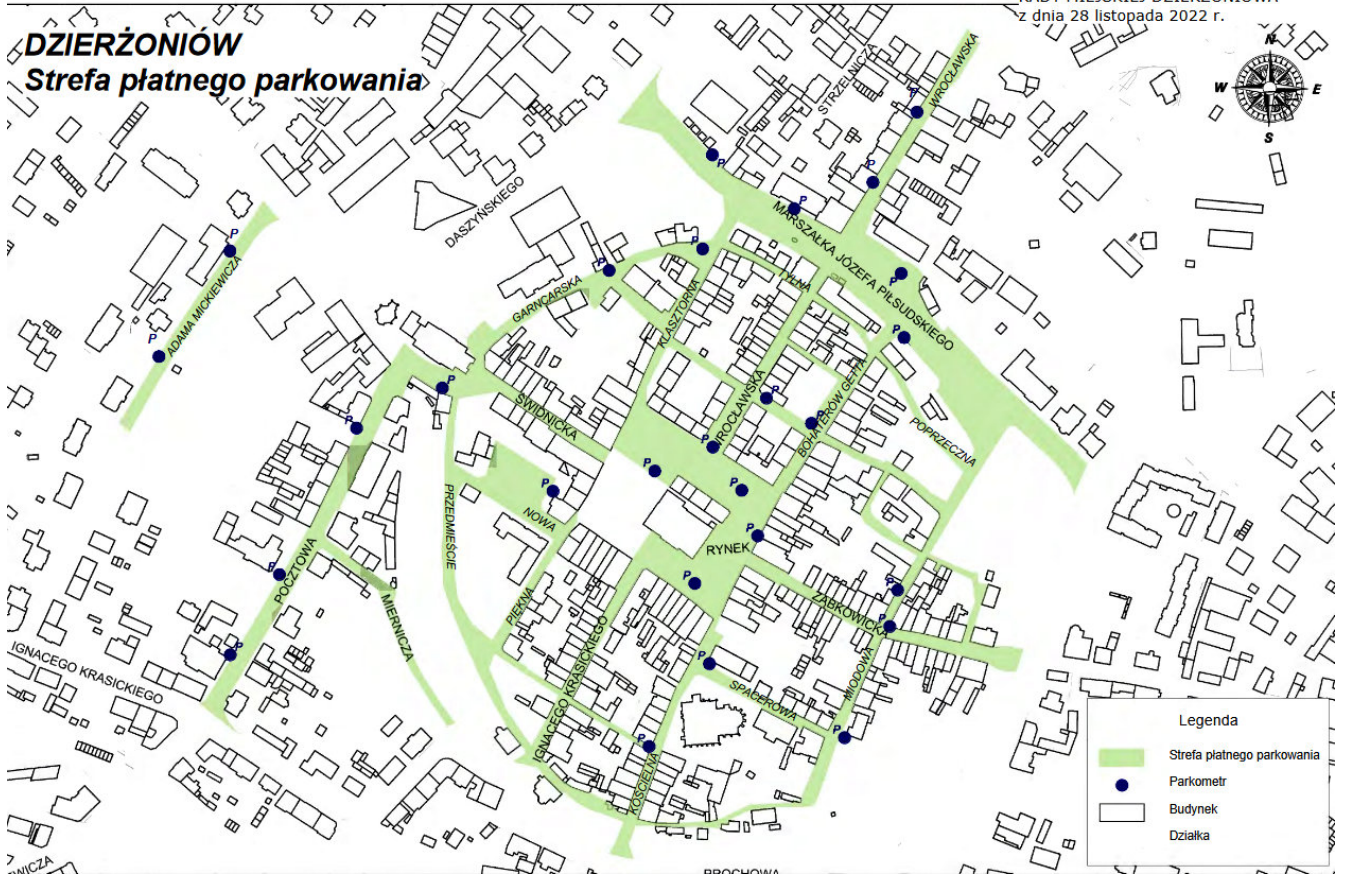 z dnia 28 listopada 2022 r.
DZIERŻONIÓW
Strefa płatnego parkowania
N
W
E
S
WROCŁAWSKA
STRZELNICZA
P
P
P
P
MARSZAŁKA JÓZEFA PIŁSUDSKIEGO
DASZYŃSKIEGO
P
P
P
P
ADAMA MICKIEWICZA
P
GARNCARSKA
KLASZTORNA
TYLNA
P
P
P
P
ŚWIDNICKA
WROCŁAWSKA
P
P
BOHATERÓW GETTA
POPRZECZNA
P
P
P
P
PRZEDMIEŚCIE
NOWA
P
RYNEK
P
P
P
POCZTOWA
MIERNICZA
PIĘKNA
ZĄBKOWICKA
P
IGNACEGO KRASICKIEGO
P
IGNACEGO KRASICKIEGO
P
SPACEROWA
MIODOWA
P
P
KOŚCIELNA
Legenda
Strefa płatnego parkowania
Parkometr
Budynek
Działka